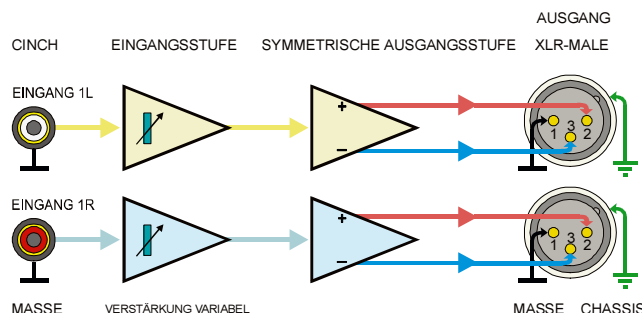 AUSGANG
CINCH EINGANGSSTUFE SYMMETRISCHE AUSGANGSSTUFE XLR-MALE
EINGANG 1L
+
−
1 3 2
EINGANG 1R
+
−
1 3 2
MASSE VERSTÄRKUNG VARIABEL MASSE CHASSIS